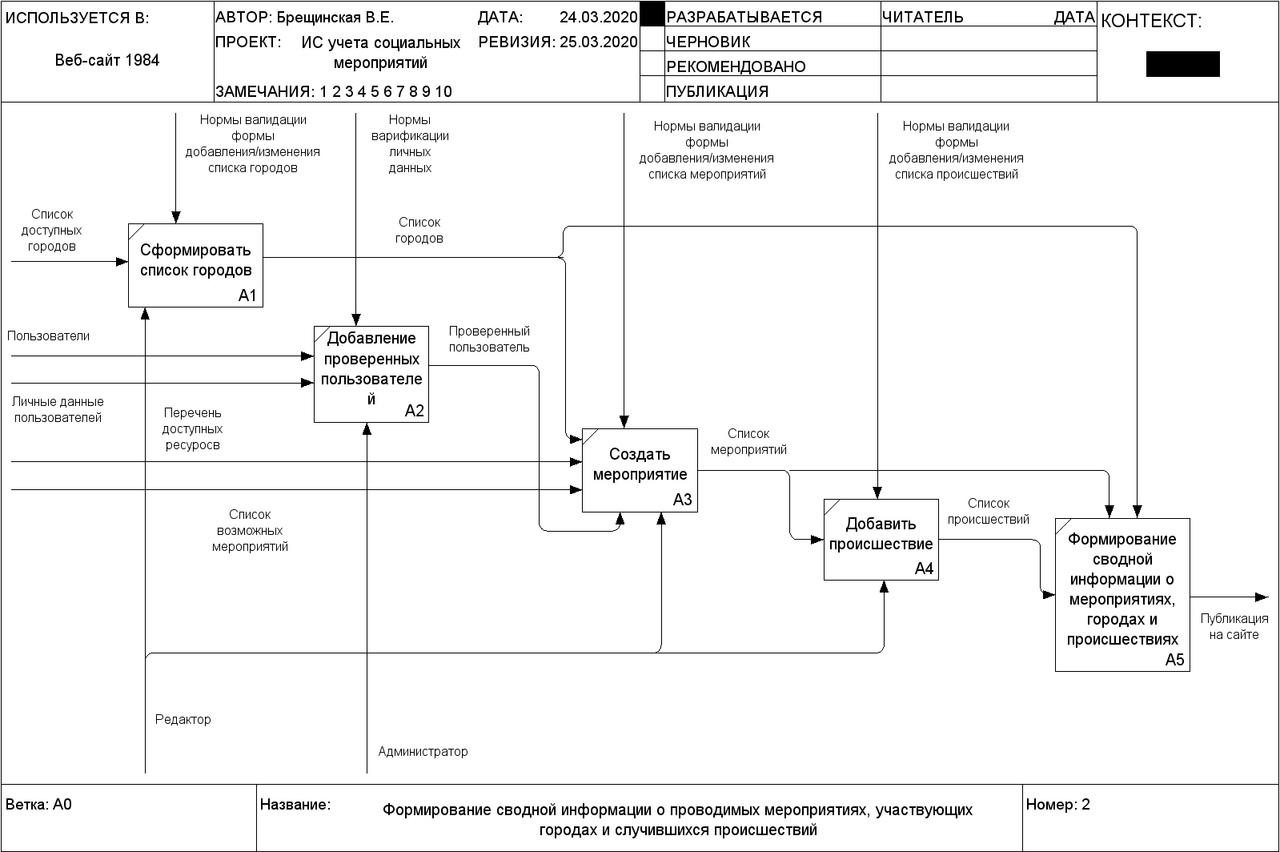 ИСПОЛЬЗУЕТСЯ В:
Веб-сайт 1984
АВТОР: Брещинская В.Е.
ДАТА: 24.03.2020
ПРОЕКТ: ИС учета социальных
мероприятий
РЕВИЗИЯ: 25.03.2020
ЗАМЕЧАНИЯ: 1 2 3 4 5 6 7 8 9 10
РАЗРАБАТЫВАЕТСЯ
ЧЕРНОВИК
РЕКОМЕНДОВАНО
ПУБЛИКАЦИЯ
ЧИТАТЕЛЬ
ДАТА
КОНТЕКСТ:
Нормы валидации
формы
добавления/изменения
списка городов
Нормы
варификации
личных
данных
Нормы валидации
формы
добавления/изменения
списка мероприятий
Нормы валидации
формы
добавления/изменения
списка происшествий
Список
доступных
городов
Сформировать
список городов
A1
Список
городов
Пользователи
Личные данные
пользователей
Добавление
проверенных
пользователе
й
A2
Проверенный
пользователь
Перечень
доступных
ресуросв
Список
возможных
мероприятий
Создать
мероприятие
A3
Список
мероприятий
Добавить
происшествие
A4
Список
происшествий
Формирование
сводной
информации о
мероприятиях,
городах и
происшествиях
A5
Публикация
на сайте
Редактор
Администратор
Ветка: A0
Название:
Формирование сводной информации о проводимых мероприятиях, участвующих
городах и случившихся происшествий
Номер: 2